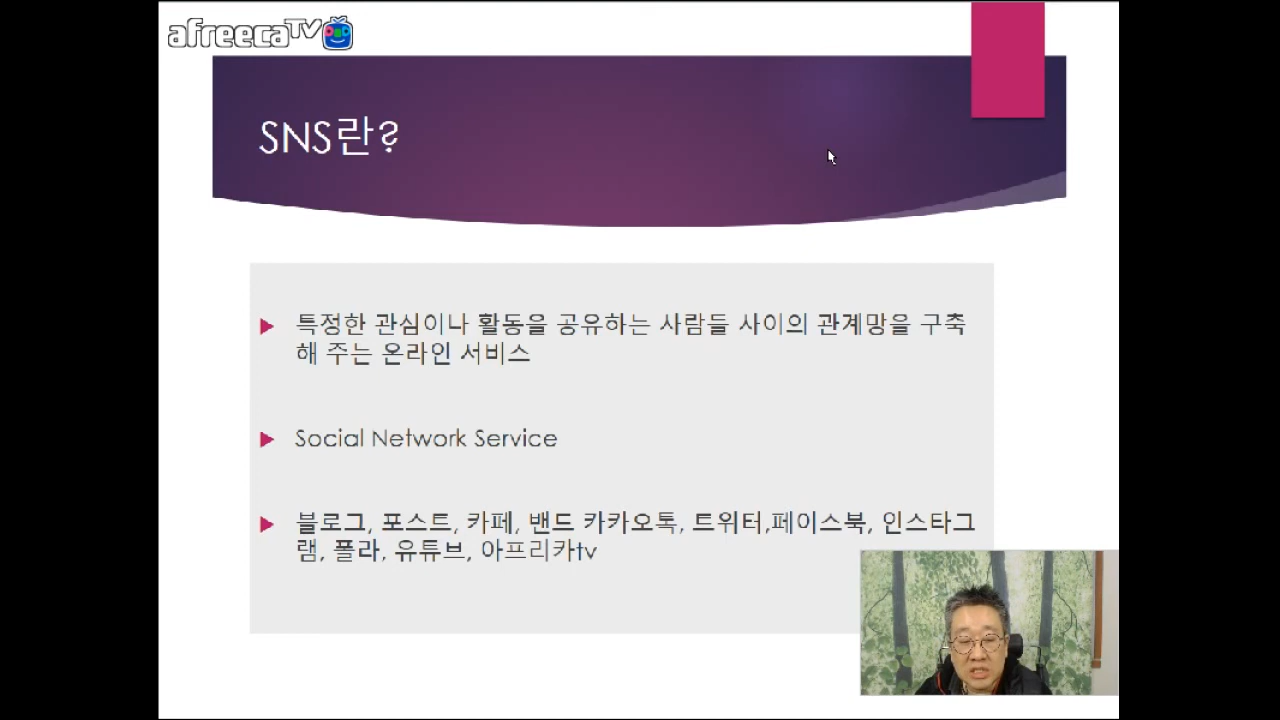 afreecaTV
SNS란?
특정한 관심이나 활동을 공유하는 사람들 사이의 관계망을 구축
해 주는 온라인 서비스
Social Network Service
블로그, 포스트, 카페, 밴드 카카오톡, 트위터,페이스북, 인스타그
램, 폴라, 유튜브, 아프리카tv